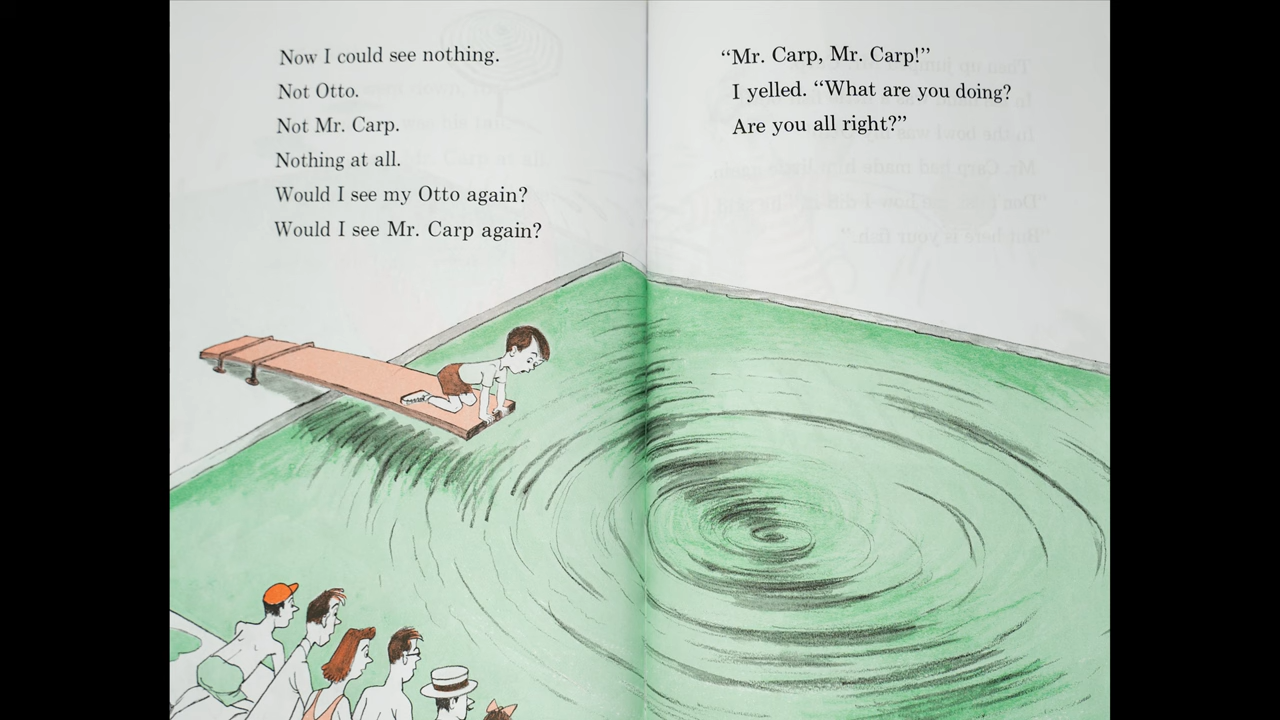 Now I could see nothing.
Not Otto.
Not Mr. Carp.
Nothing at all.
Would I see my Otto again?
Would I see Mr. Carp again?
“Mr. Carp, Mr. Carp!”
I yelled. “What are you doing?
Are you all right?”